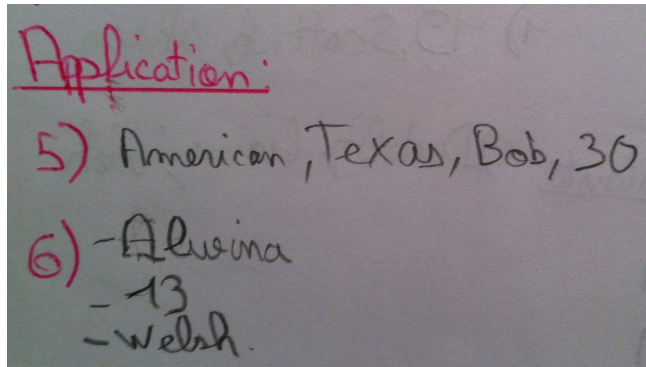 Application:
5) American, Texas, Bob, 30
6) - Alwina
- 13
- Welsh.